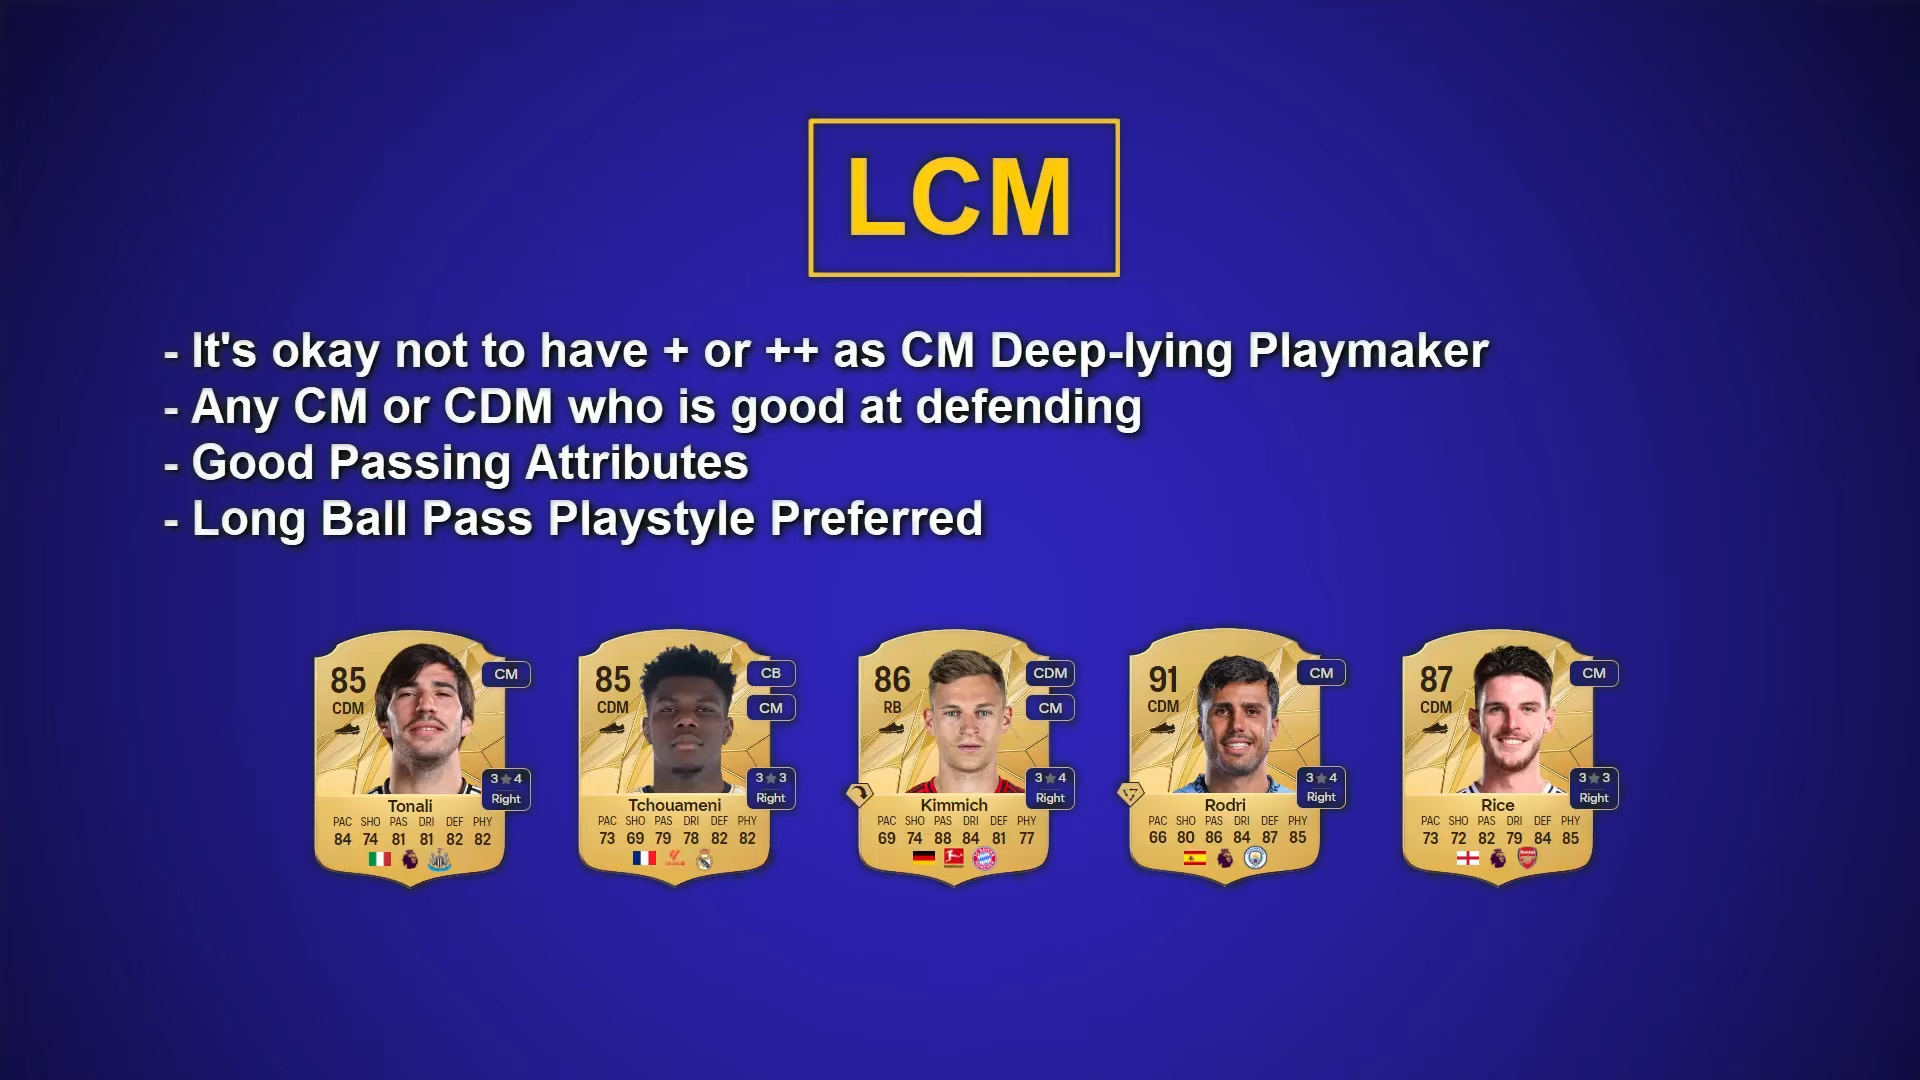 LCM
- It's okay not to have + or ++ as CM Deep-lying Playmaker
- Any CM or CDM who is good at defending
- Good Passing Attributes
- Long Ball Pass Playstyle Preferred
85
CDM
CM
3★4
Right
Tonali
PAC SHO PAS DRI DEF PHY
84 74 81 81 82 82
85
CDM
CB
CM
3★3
Right
Tchouameni
PAC SHO PAS DRI DEF PHY
73 69 79 78 82 82
86
RB
CDM
CM
3★4
Right
Kimmich
PAC SHO PAS DRI DEF PHY
69 74 88 84 81 77
91
CDM
CM
3★4
Right
Rodri
PAC SHO PAS DRI DEF PHY
66 80 86 84 87 85
87
CDM
CM
3★3
Right
Rice
PAC SHO PAS DRI DEF PHY
73 72 82 79 84 85